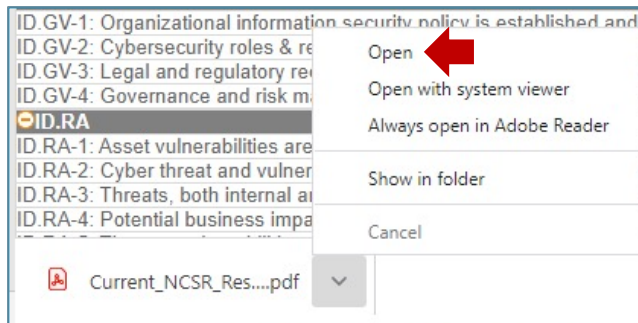 ID.GV-1: Organizational information security policy is established and
ID.GV-2: Cybersecurity roles & re
ID.GV-3: Legal and regulatory re
ID.GV-4: Governance and risk m
ID.RA
ID.RA-1: Asset vulnerabilities are
ID.RA-2: Cyber threat and vulner
ID.RA-3: Threats, both internal a
ID.RA-4: Potential business impa
Open
Open with system viewer
Always open in Adobe Reader
Show in folder
Cancel
Current_NCSR_Res....pdf